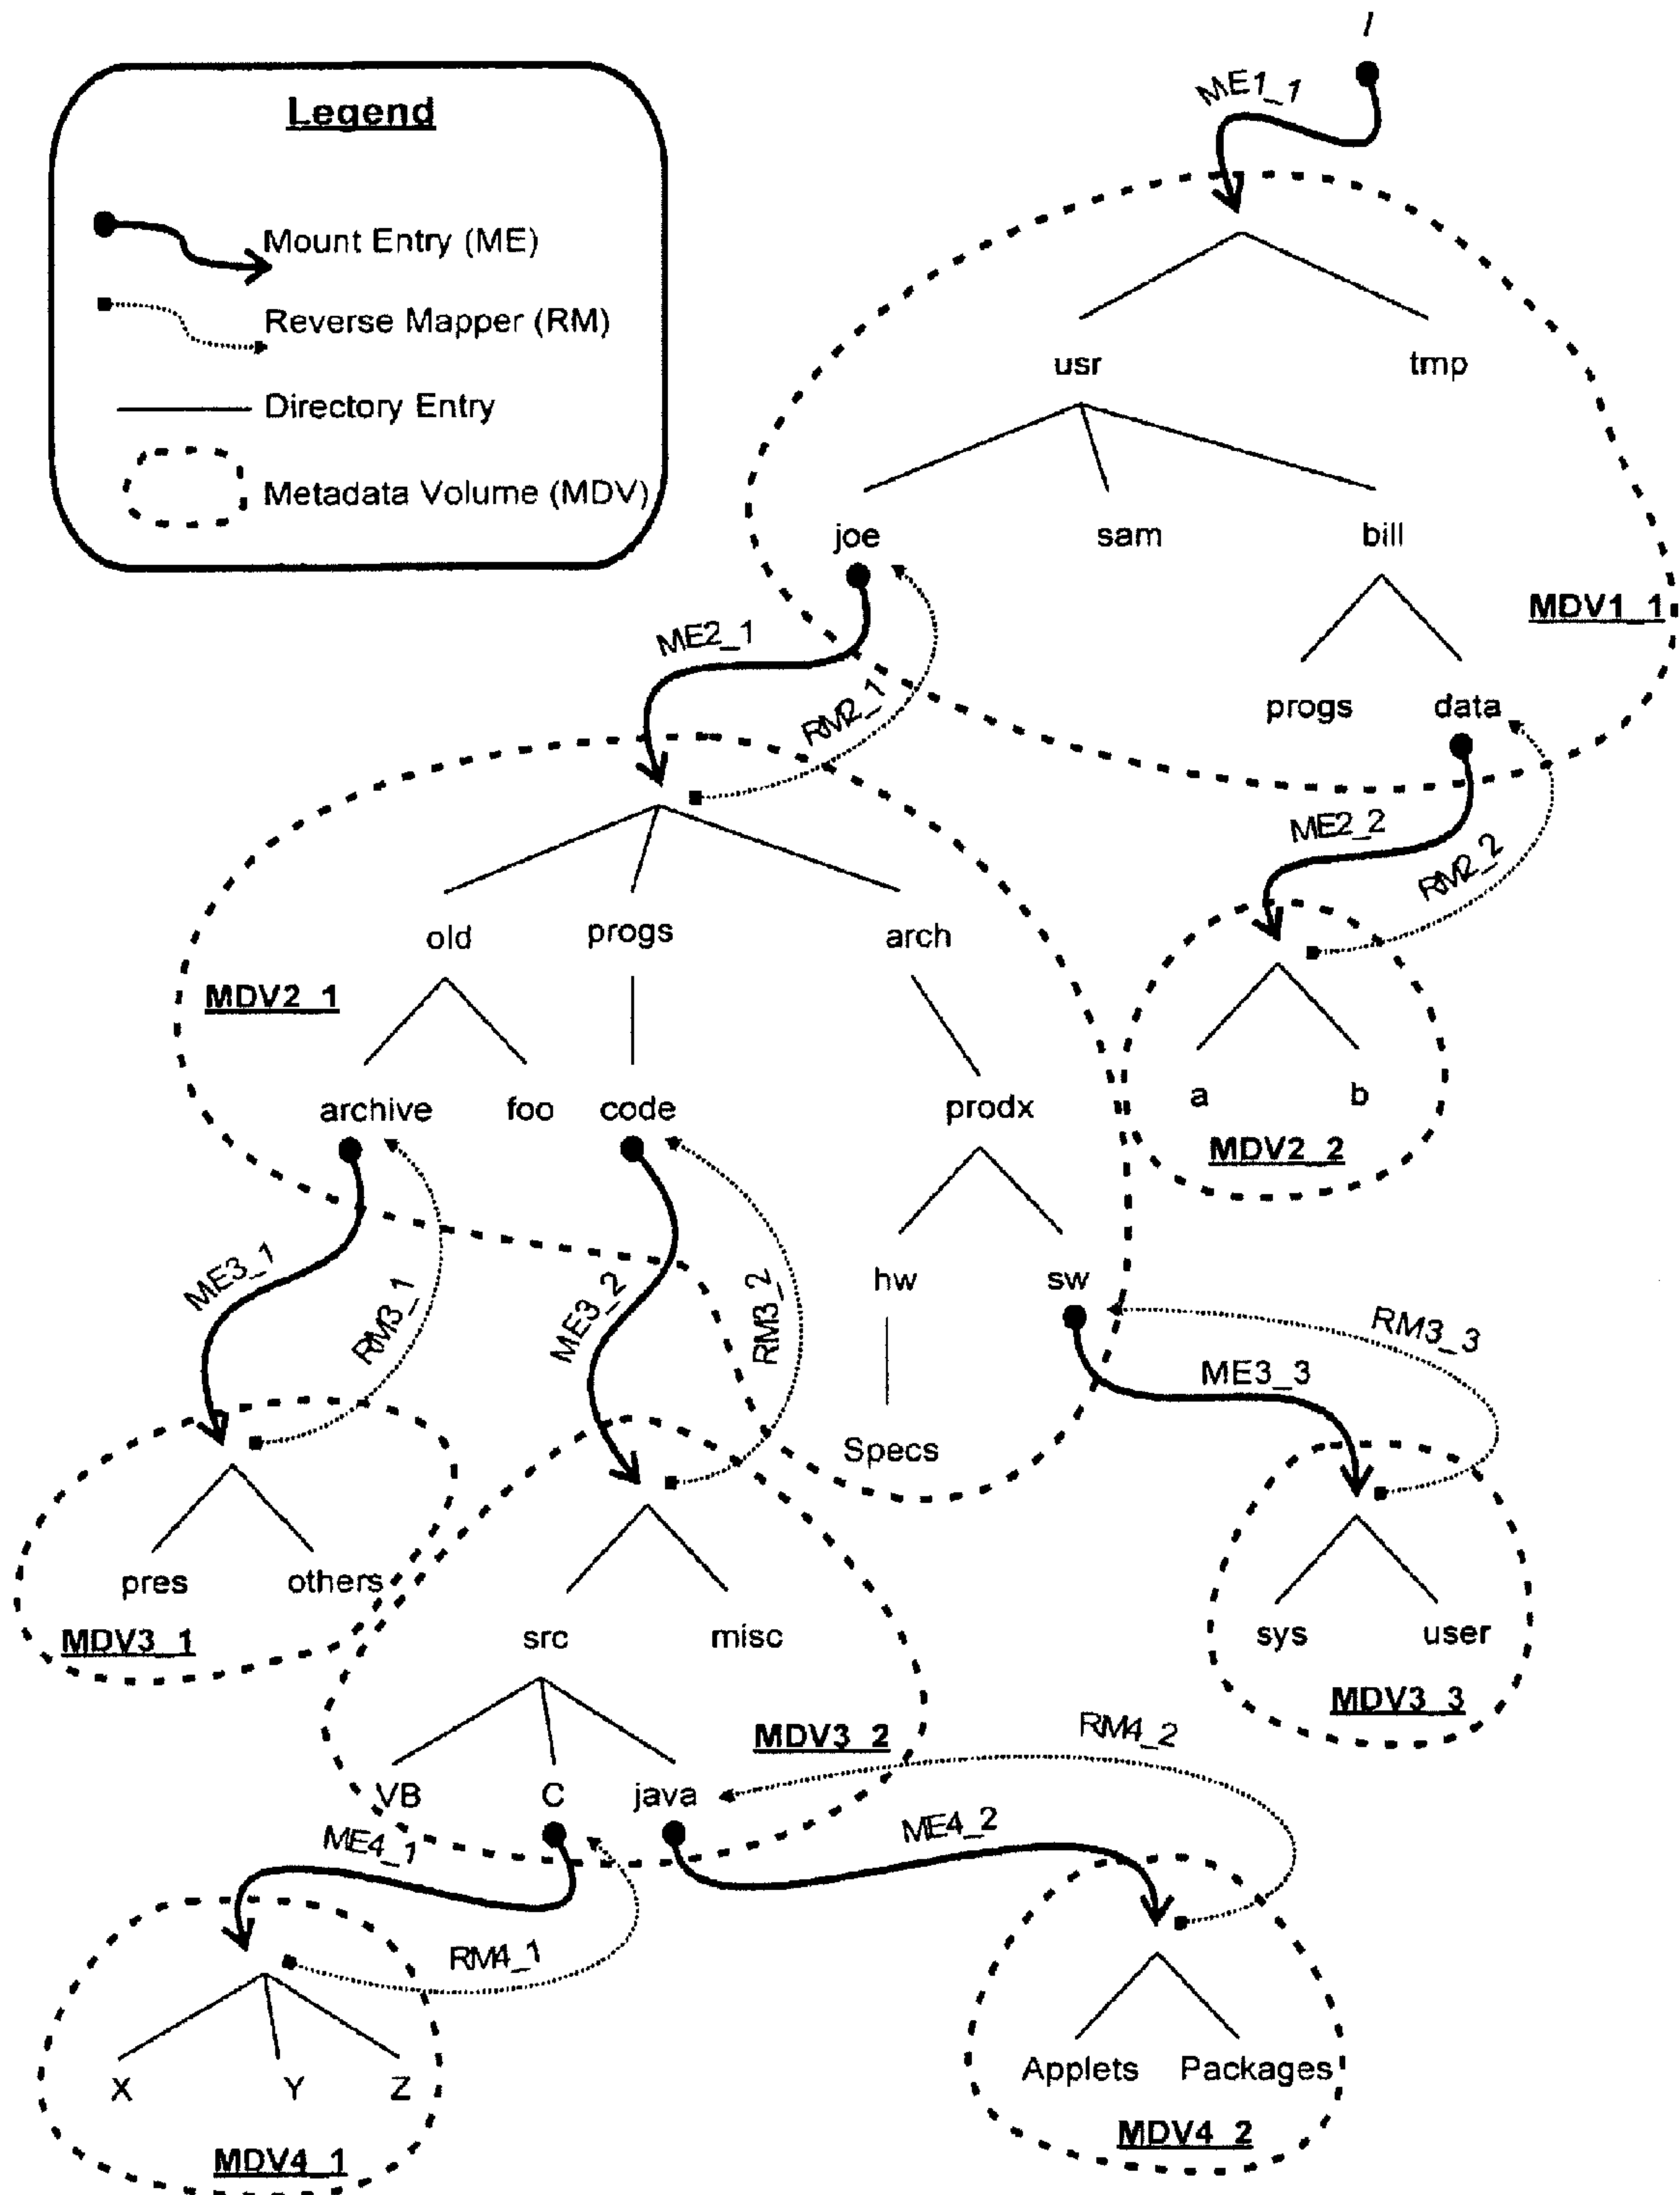 /
ME1_1
Legend
Mount Entry (ME)
Reverse Mapper (RM)
Directory Entry
Metadata Volume (MDV)
usr
tmp
joe
sam
bill
MDV1_1
ME2_1
RM2_1
progs
data
ME2_2
RM2_2
old
progs
arch
MDV2_1
archive
foo
code
prodx
a
b
MDV2_2
ME3_1
RM3_1
ME3_2
RM3_2
hw
sw
RM3_3
ME3_3
Specs
pres
others
MDV3_1
src
misc
sys
user
MDV3_3
MDV3_2
RM4_2
VB
C
java
ME4_1
ME4_2
RM4_1
X
Y
Z
MDV4_1
Applets
Packages
MDV4_2